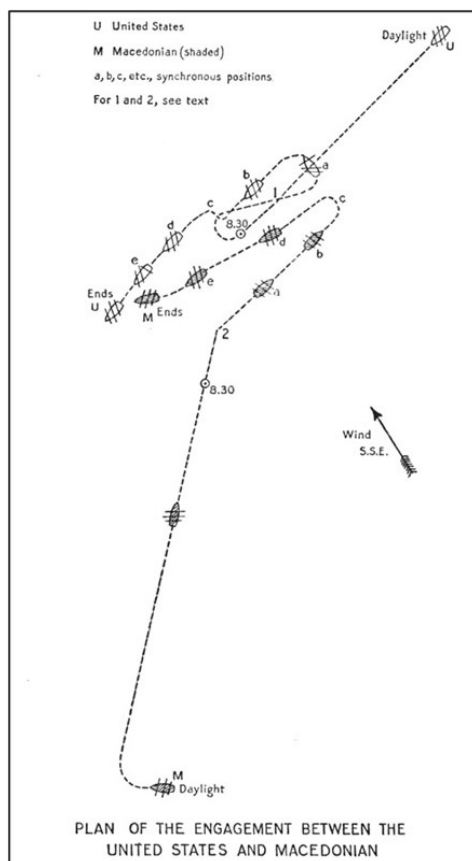 U United States
M Macedonian (shaded)
a, b, c, etc., synchronous positions
For 1 and 2, see text
Daylight
U
a
b
1
c
8.30
c
d
d
b
e
e
a
Ends
U
M
Ends
2
8.30
Wind
S.S.E.
M
Daylight
PLAN OF THE ENGAGEMENT BETWEEN THE
UNITED STATES AND MACEDONIAN